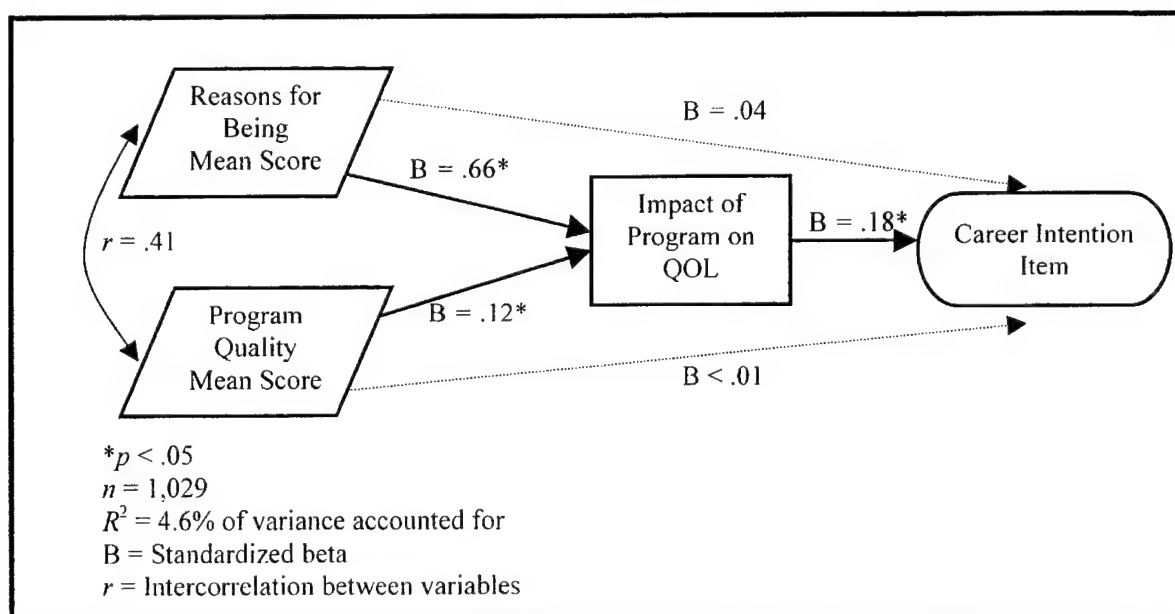 Reasons for
Being
Mean Score
B = .04
B = .66*
r = .41
Impact of
Program on
QOL
B = .18*
Career Intention
Item
Program
Quality
Mean Score
B = .12*
B < .01
*p < .05
n = 1,029
R² = 4.6% of variance accounted for
B = Standardized beta
r = Intercorrelation between variables